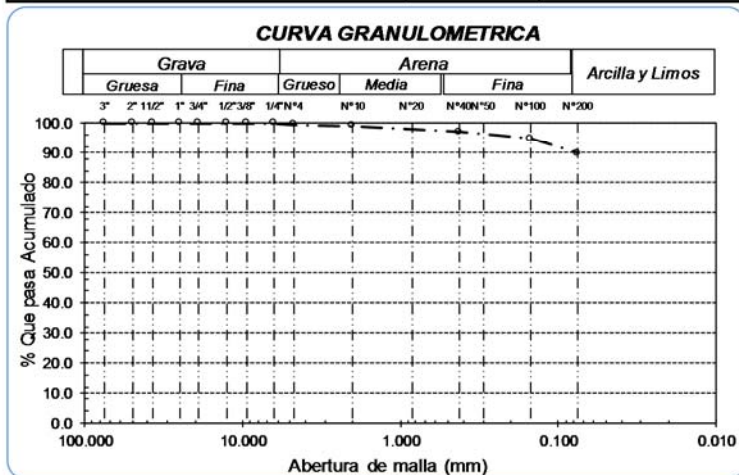 CURVA GRANULOMETRICA
Grava Arena Arcilla y Limos
Gruesa Fina Grueso Media Fina
3" 2" 11/2" 1" 3/4" 1/2" 3/8" 1/4" N°4 N°10 N°20 N°40 N°50 N°100 N°200
100.0
90.0
80.0
70.0
60.0
50.0
40.0
30.0
20.0
10.0
0.0
% Que pasa Acumulado
100.000 10.000 1.000 0.100 0.010
Abertura de malla (mm)